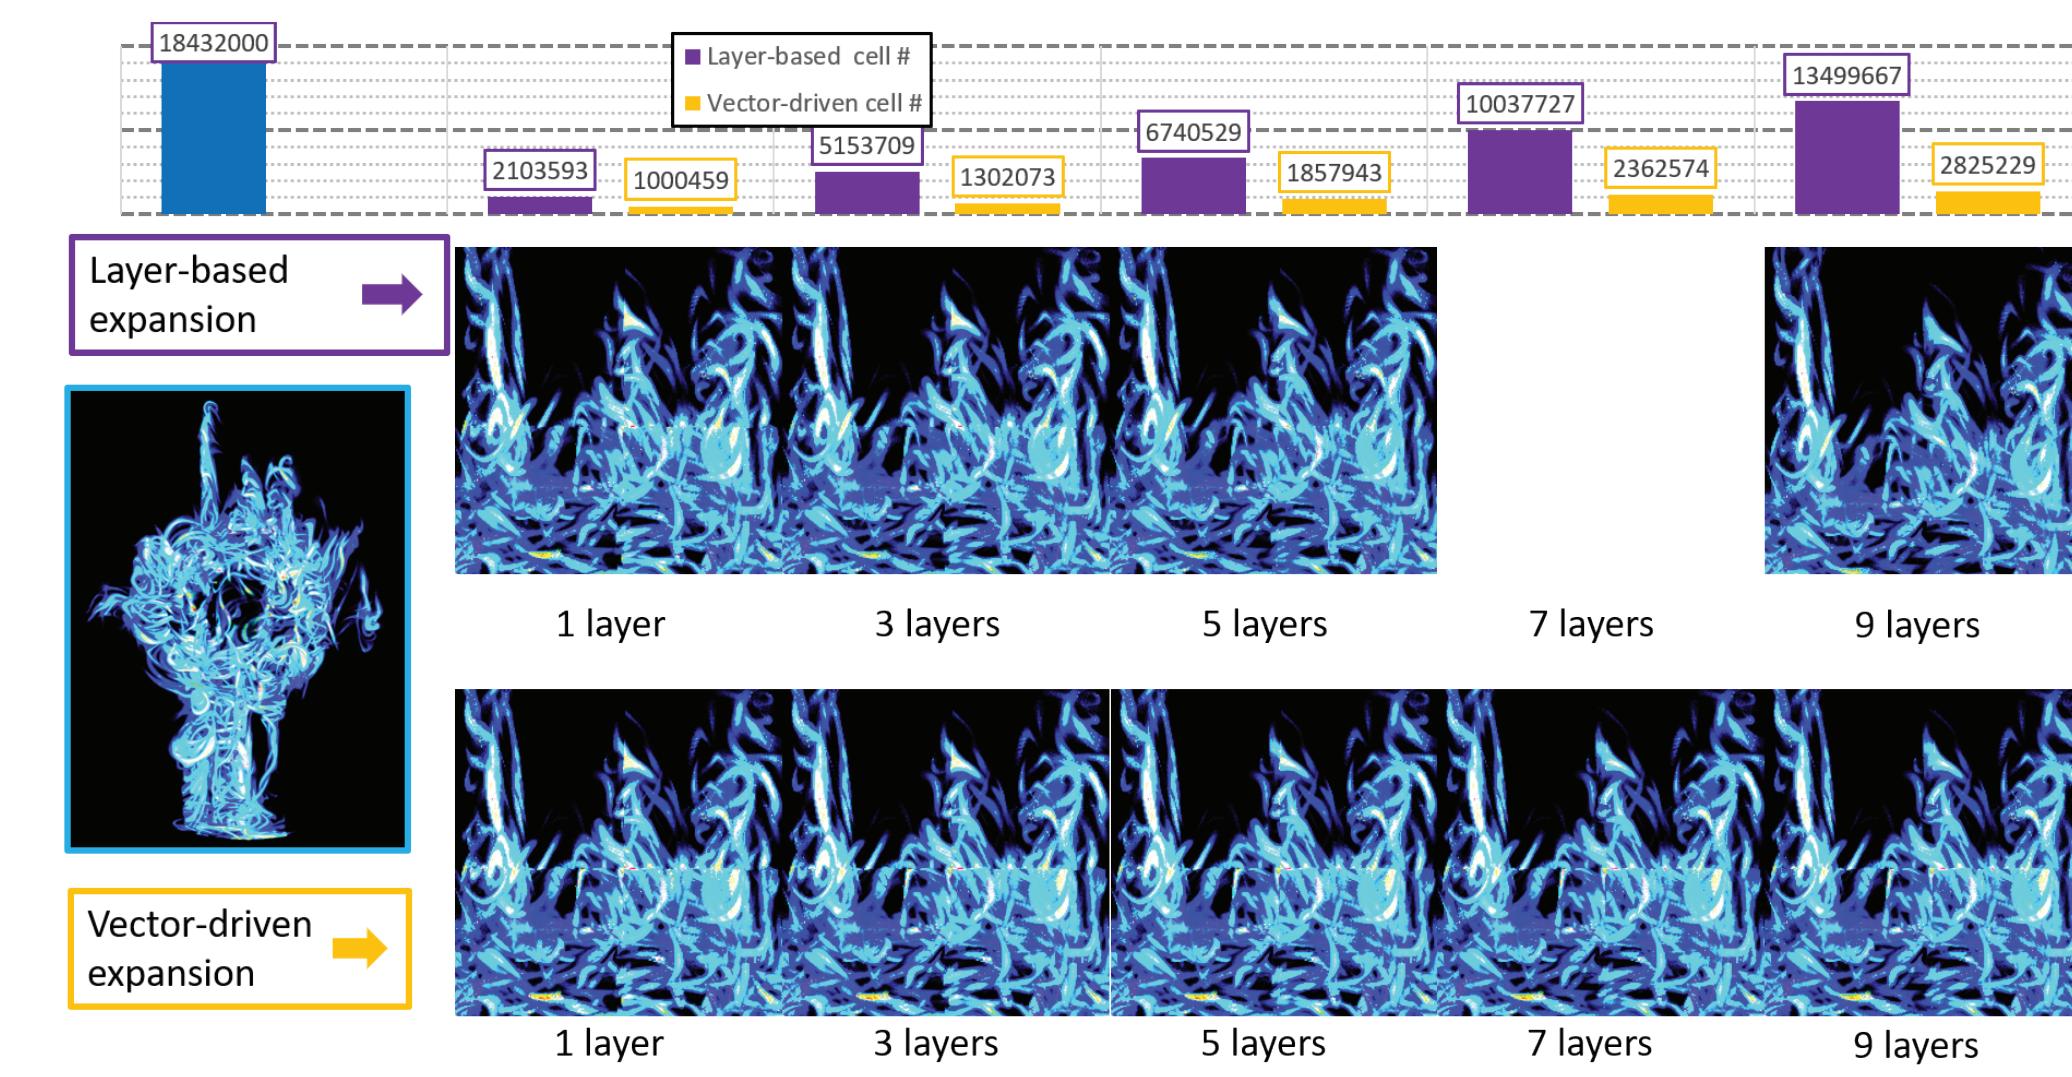 18432000
Layer-based cell #
Vector-driven cell #
2103593
1000459
5153709
1302073
6740529
1857943
10037727
2362574
13499667
2825229
Layer-based
expansion
1 layer
3 layers
5 layers
7 layers
9 layers
Vector-driven
expansion
1 layer
3 layers
5 layers
7 layers
9 layers